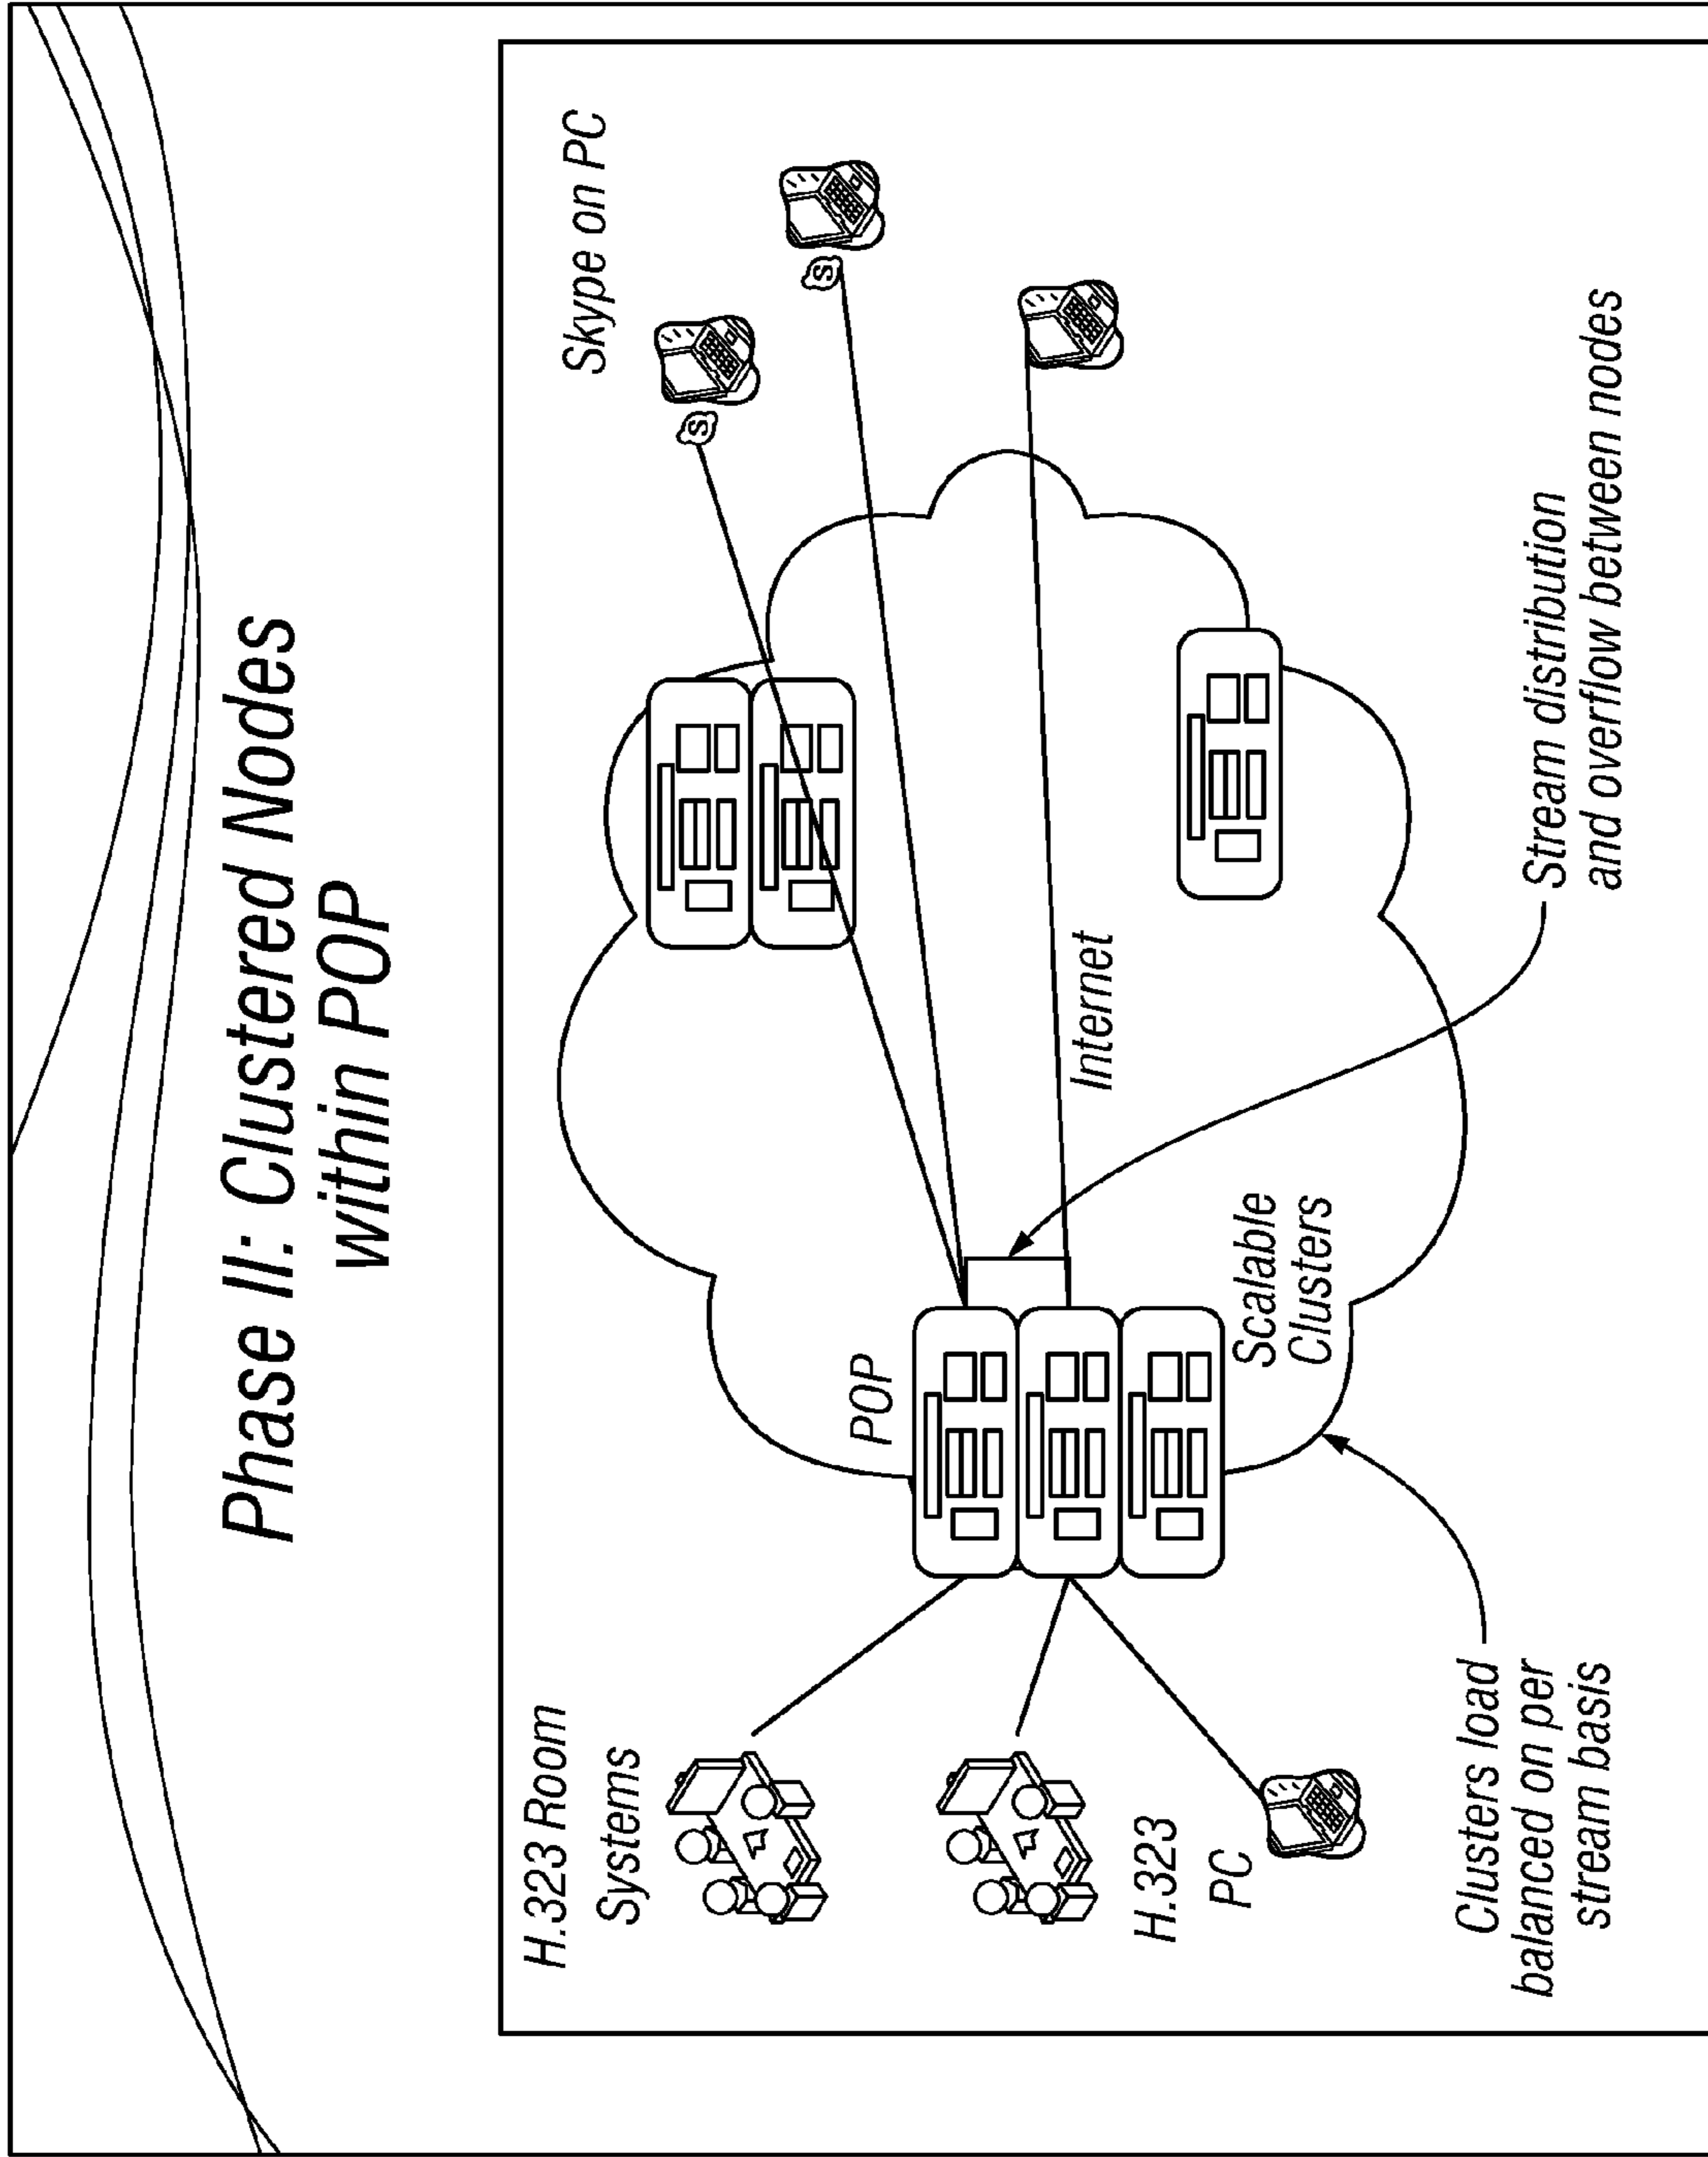 Phase II: Clustered Nodes
within POP
H.323 Room
Systems
Skype on PC
S
S
POP
Internet
H.323
PC
Scalable
Clusters
Clusters load
balanced on per
stream basis
Stream distribution
and overflow between nodes